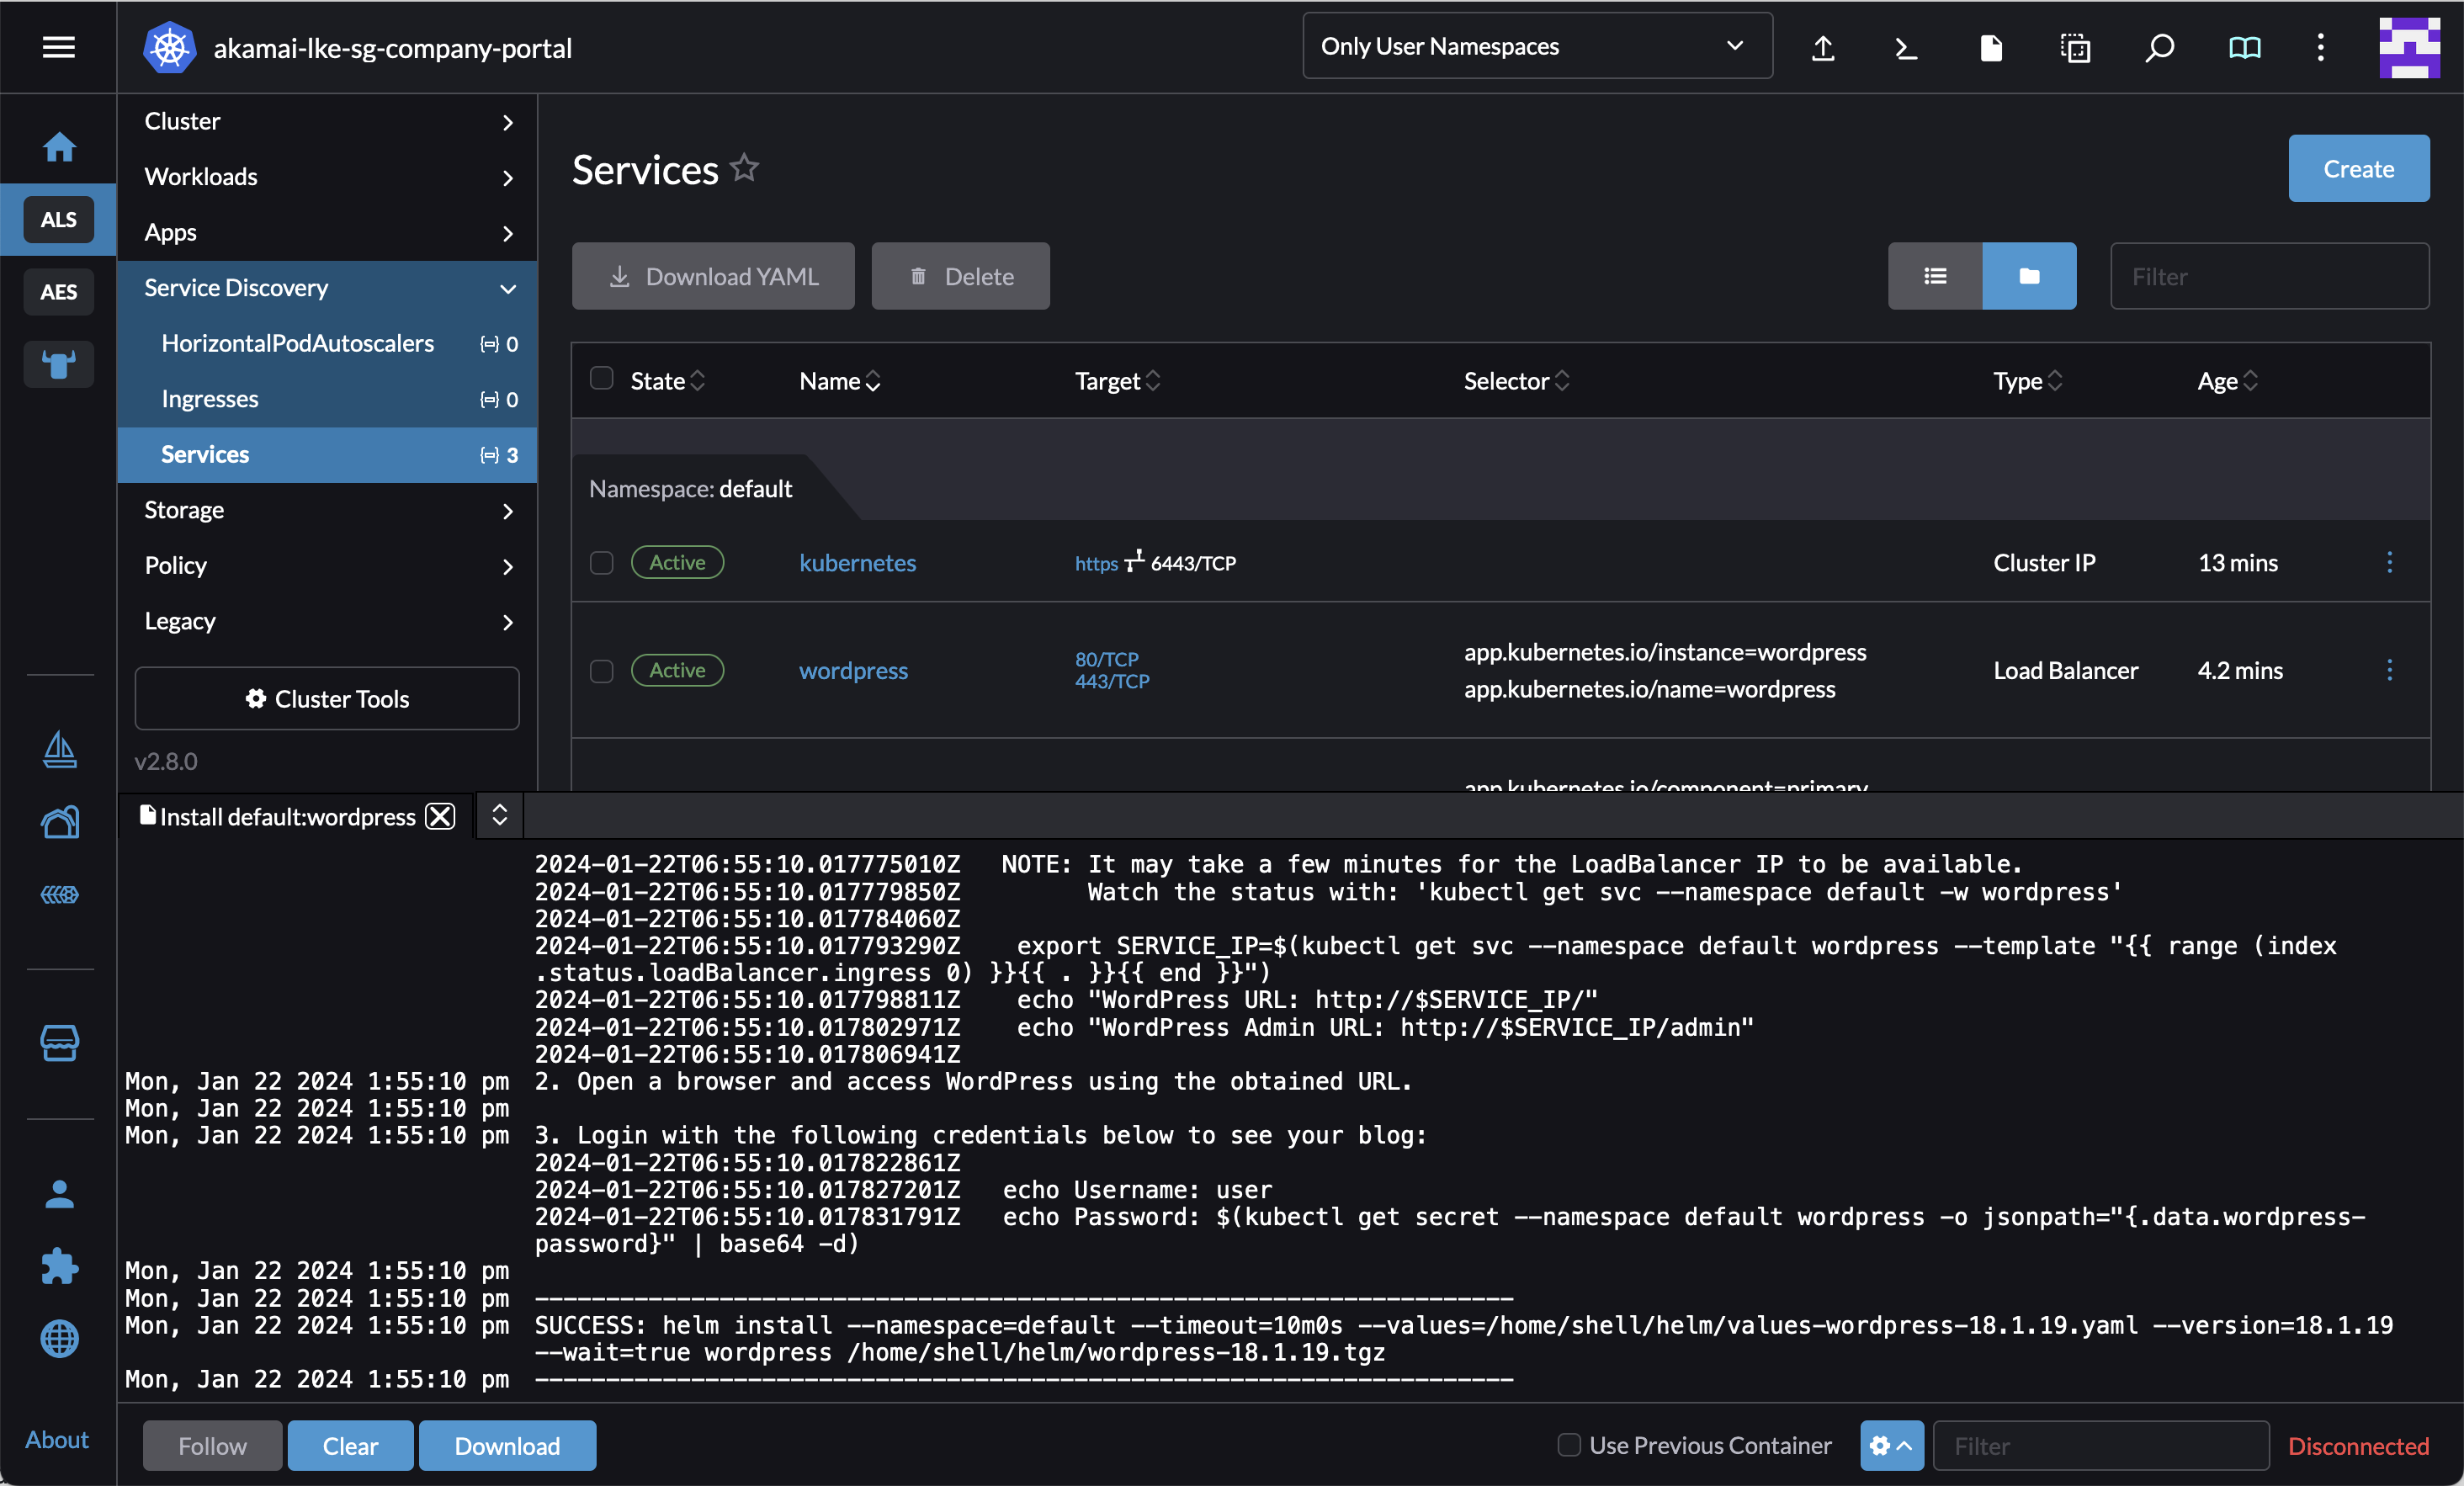 akamai-lke-sg-company-portal
Only User Namespaces
ALS
AES
About
Cluster
Workloads
Apps
Service Discovery
HorizontalPodAutoscalers 0
Ingresses 0
Services 3
Storage
Policy
Legacy
Cluster Tools
v2.8.0
Services
Create
Download YAML
Delete
Filter
State Name Target Selector Type Age
Namespace: default
Active kubernetes https 6443/TCP Cluster IP 13 mins
Active wordpress 80/TCP
443/TCP
app.kubernetes.io/instance=wordpress
app.kubernetes.io/name=wordpress
Load Balancer 4.2 mins
app.kubernetes.io/component=primary
Install default:wordpress
2024-01-22T06:55:10.017775010Z   NOTE: It may take a few minutes for the LoadBalancer IP to be available.
2024-01-22T06:55:10.017779850Z         Watch the status with: 'kubectl get svc --namespace default -w wordpress'
2024-01-22T06:55:10.017784060Z
2024-01-22T06:55:10.017793290Z    export SERVICE_IP=$(kubectl get svc --namespace default wordpress --template "{{ range (index
.status.loadBalancer.ingress 0) }}{{ . }}{{ end }}")
2024-01-22T06:55:10.017798811Z    echo "WordPress URL: http://$SERVICE_IP/"
2024-01-22T06:55:10.017802971Z    echo "WordPress Admin URL: http://$SERVICE_IP/admin"
2024-01-22T06:55:10.017806941Z
Mon, Jan 22 2024 1:55:10 pm  2. Open a browser and access WordPress using the obtained URL.
Mon, Jan 22 2024 1:55:10 pm
Mon, Jan 22 2024 1:55:10 pm  3. Login with the following credentials below to see your blog:
2024-01-22T06:55:10.017822861Z
2024-01-22T06:55:10.017827201Z   echo Username: user
2024-01-22T06:55:10.017831791Z   echo Password: $(kubectl get secret --namespace default wordpress -o jsonpath="{.data.wordpress-
password}" | base64 -d)
Mon, Jan 22 2024 1:55:10 pm
Mon, Jan 22 2024 1:55:10 pm  ---------------------------------------------------------------------
Mon, Jan 22 2024 1:55:10 pm  SUCCESS: helm install --namespace=default --timeout=10m0s --values=/home/shell/helm/values-wordpress-18.1.19.yaml --version=18.1.19
--wait=true wordpress /home/shell/helm/wordpress-18.1.19.tgz
Mon, Jan 22 2024 1:55:10 pm  ---------------------------------------------------------------------
Follow
Clear
Download
Use Previous Container
Filter
Disconnected